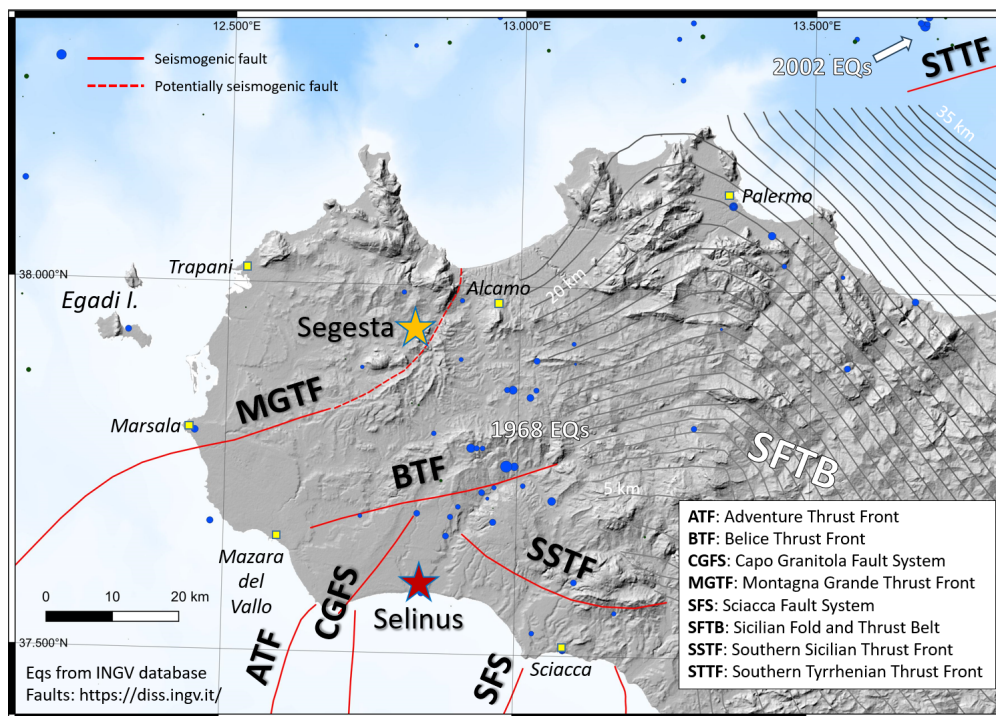 12.500°E
13.000°E
13.500°E
Seismogenic fault
Potentially seismogenic fault
2002 EQs
STTF
35 km
Palermo
Trapani
38.000°N
Alcamo
20 km
Egadi I.
Segesta
MGTF
Marsala
1968 EQs
BTF
SFTB
5 km
Mazara
del
Vallo
SSTF
CGFS
0
10
20 km
Selinus
37.500°N
ATF
SFS
Sciacca
Eqs from INGV database
Faults: https://diss.ingv.it/
ATF: Adventure Thrust Front
BTF: Belice Thrust Front
CGFS: Capo Granitola Fault System
MGTF: Montagna Grande Thrust Front
SFS: Sciacca Fault System
SFTB: Sicilian Fold and Thrust Belt
SSTF: Southern Sicilian Thrust Front
STTF: Southern Tyrrhenian Thrust Front